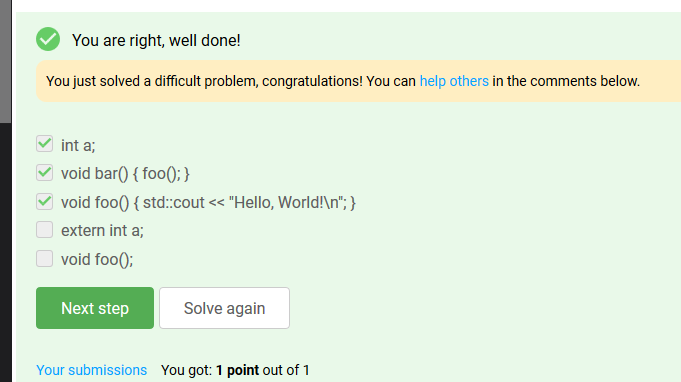 You are right, well done!
You just solved a difficult problem, congratulations! You can help others in the comments below.
int a;
void bar() { foo(); }
void foo() { std::cout << "Hello, World!\n"; }
extern int a;
void foo();
Next step Solve again
Your submissions You got: 1 point out of 1